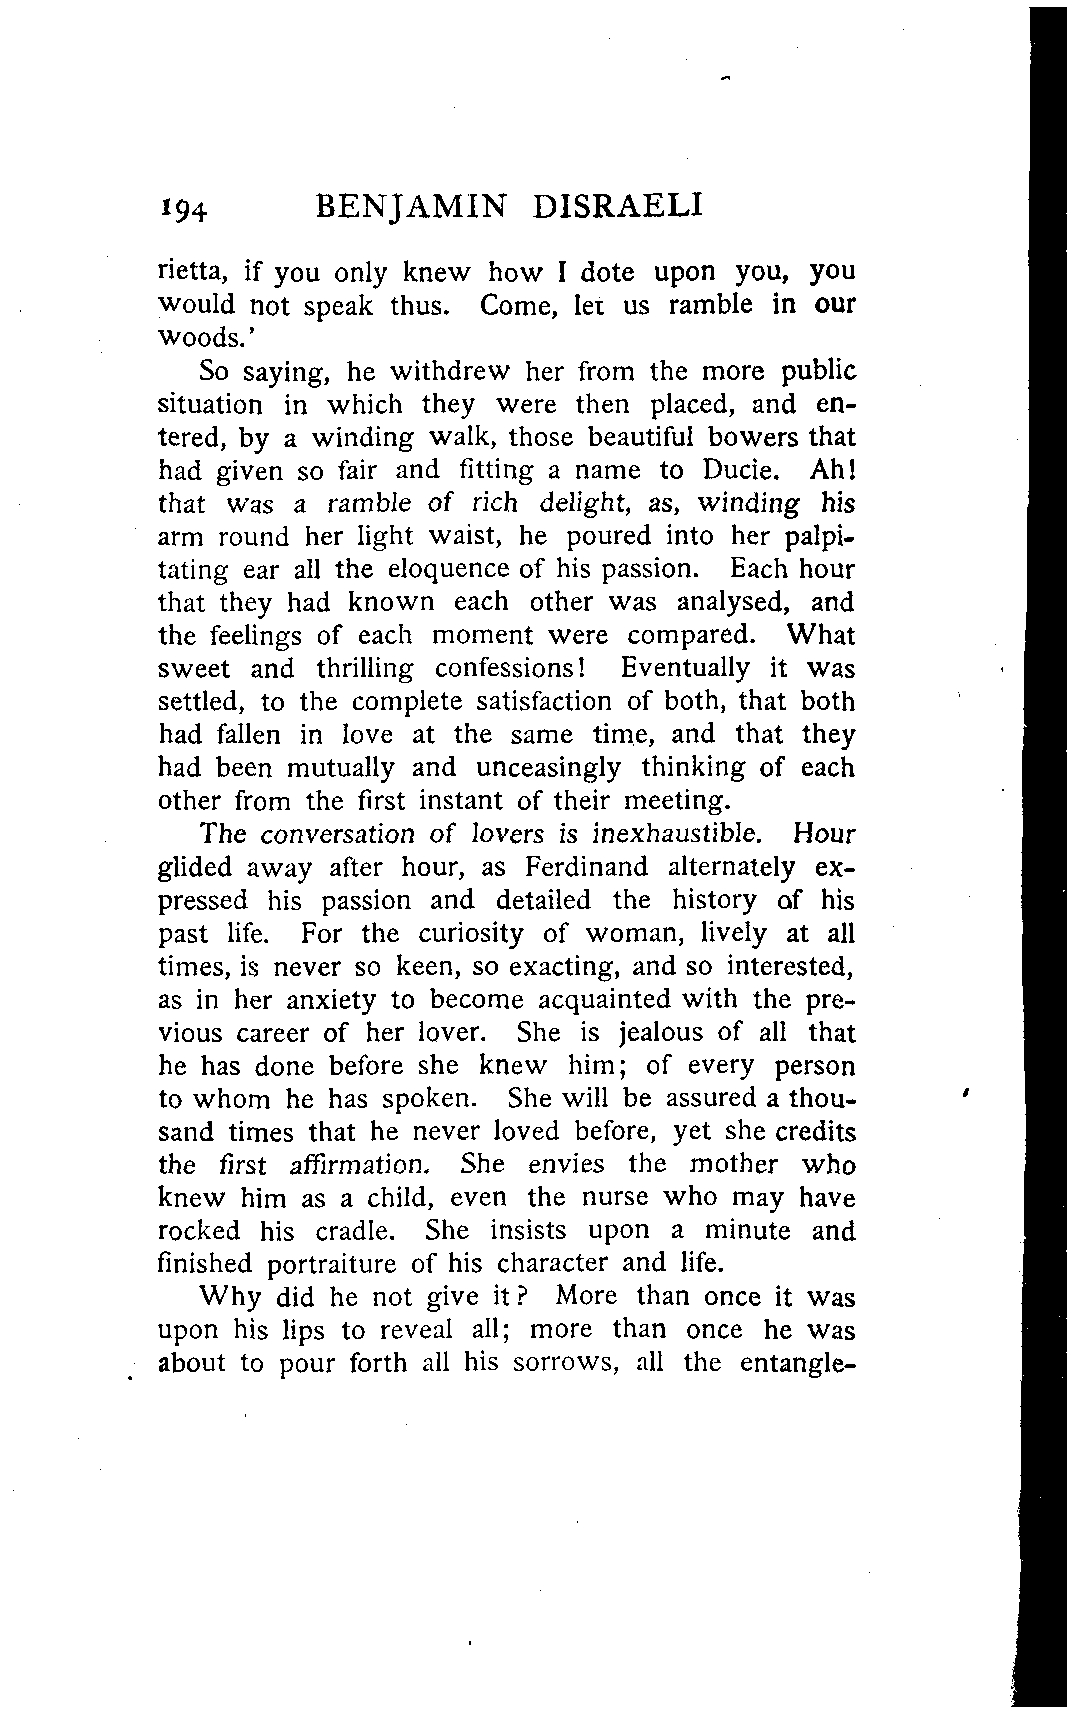 194 BENJAMIN DISRAELI
rietta, if you only knew how I dote upon you, you
would not speak thus. Come, let us ramble in our
woods.'
So saying, he withdrew her from the more public
situation in which they were then placed, and en-
tered, by a winding walk, those beautiful bowers that
had given so fair and fitting a name to Ducie. Ah!
that was a ramble of rich delight, as, winding his
arm round her light waist, he poured into her palpi-
tating ear all the eloquence of his passion. Each hour
that they had known each other was analysed, and
the feelings of each moment were compared. What
sweet and thrilling confessions! Eventually it was
settled, to the complete satisfaction of both, that both
had fallen in love at the same time, and that they
had been mutually and unceasingly thinking of each
other from the first instant of their meeting.
The conversation of lovers is inexhaustible. Hour
glided away after hour, as Ferdinand alternately ex-
pressed his passion and detailed the history of his
past life. For the curiosity of woman, lively at all
times, is never so keen, so exacting, and so interested,
as in her anxiety to become acquainted with the pre-
vious career of her lover. She is jealous of all that
he has done before she knew him; of every person
to whom he has spoken. She will be assured a thou-
sand times that he never loved before, yet she credits
the first affirmation. She envies the mother who
knew him as a child, even the nurse who may have
rocked his cradle. She insists upon a minute and
finished portraiture of his character and life.
Why did he not give it? More than once it was
upon his lips to reveal all; more than once he was
about to pour forth all his sorrows, all the entangle-